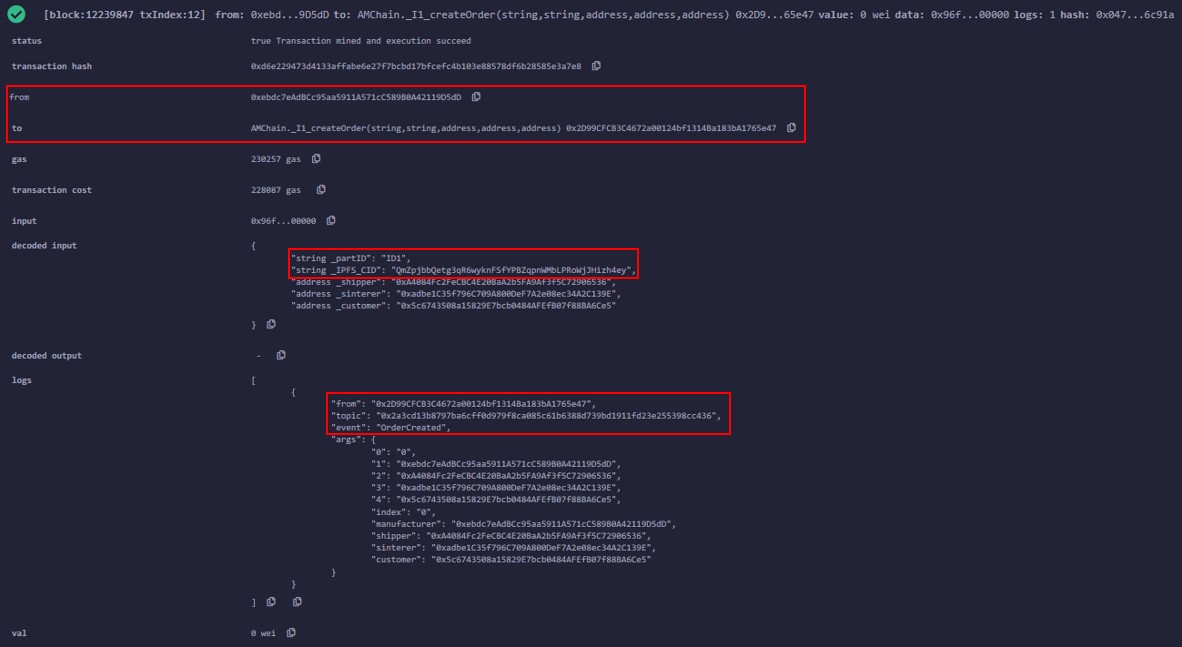 [block:12239847 txIndex:12] from: 0xebd...9D5dD to: AMChain._I1_createOrder(string,string,address,address,address) 0x2D9...65e47 value: 0 wei data: 0x96f...00000 logs: 1 hash: 0x047...6c91a
status true Transaction mined and execution succeed
transaction hash 0xd6e229473d4133affabe6e27f7bcbd17bfcefc4b103e88578df6b28585e3a7e8
from 0xebdc7eAdBCc95aa5911A571cC589B0A42119D5dD
to AMChain._I1_createOrder(string,string,address,address,address) 0x2D99CFCB3C4672a00124bf1314Ba183bA1765e47
gas 230257 gas
transaction cost 228087 gas
input 0x96f...00000
decoded input {
"string _partID": "ID1",
"string _IPFS_CID": "QmZpjbbQetg3qR6wyknFSfYPBZqpnWMbLPRoWjJHizh4ey",
"address _shipper": "0xA4084Fc2FeCBC4E20BaA2b5FA9Af3f5C72906536",
"address _sinterer": "0xadbe1C35f796C709A800DeF7A2e08ec34A2C139E",
"address _customer": "0x5c6743508a15829E7bcb0484AFEfB07f88BA6Ce5"
}
decoded output -
logs [
{
"from": "0x2D99CFCB3C4672a00124bf1314Ba183bA1765e47",
"topic": "0x2a3cd13b8797ba6cff0d979f8ca085c61b6388d739bd1911fd23e255398cc436",
"event": "OrderCreated",
"args": {
"0": "0",
"1": "0xebdc7eAdBCc95aa5911A571cC589B0A42119D5dD",
"2": "0xA4084Fc2FeCBC4E20BaA2b5FA9Af3f5C72906536",
"3": "0xadbe1C35f796C709A800DeF7A2e08ec34A2C139E",
"4": "0x5c6743508a15829E7bcb0484AFEfB07f88BA6Ce5",
"index": "0",
"manufacturer": "0xebdc7eAdBCc95aa5911A571cC589B0A42119D5dD",
"shipper": "0xA4084Fc2FeCBC4E20BaA2b5FA9Af3f5C72906536",
"sinterer": "0xadbe1C35f796C709A800DeF7A2e08ec34A2C139E",
"customer": "0x5c6743508a15829E7bcb0484AFEfB07f88BA6Ce5"
}
}
]
val 0 wei